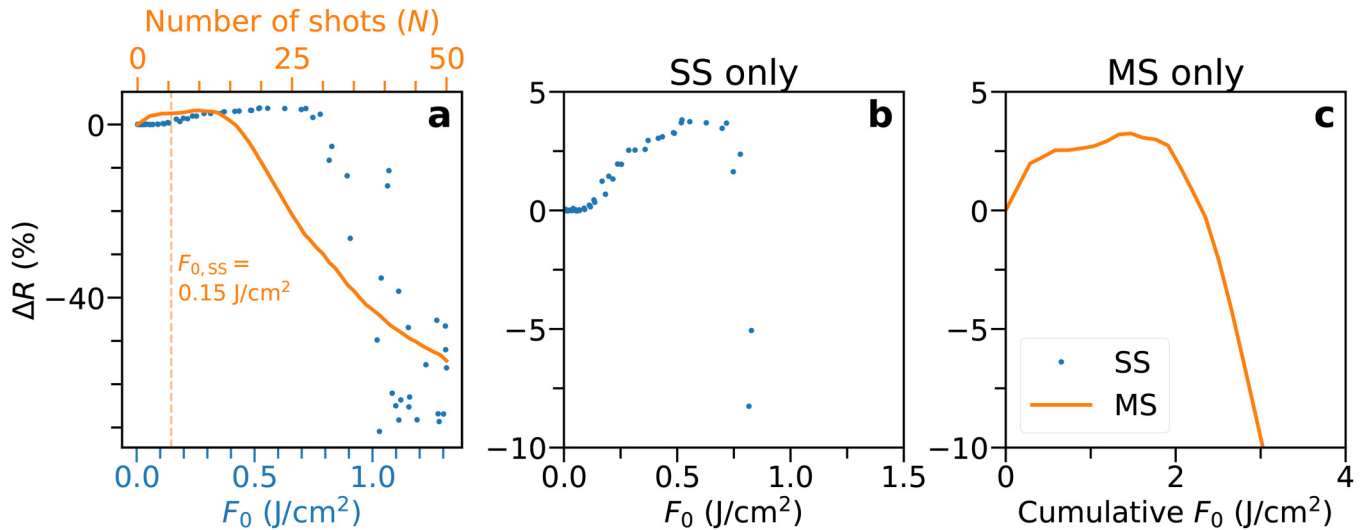 Number of shots (N)
0 25 50
a
0
−40
ΔR (%)
F₀,SS =
0.15 J/cm²
0.0 0.5 1.0
F₀ (J/cm²)
SS only
b
5
0
−5
−10
0.0 0.5 1.0 1.5
F₀ (J/cm²)
MS only
c
5
0
−5
−10
SS
MS
0 2 4
Cumulative F₀ (J/cm²)